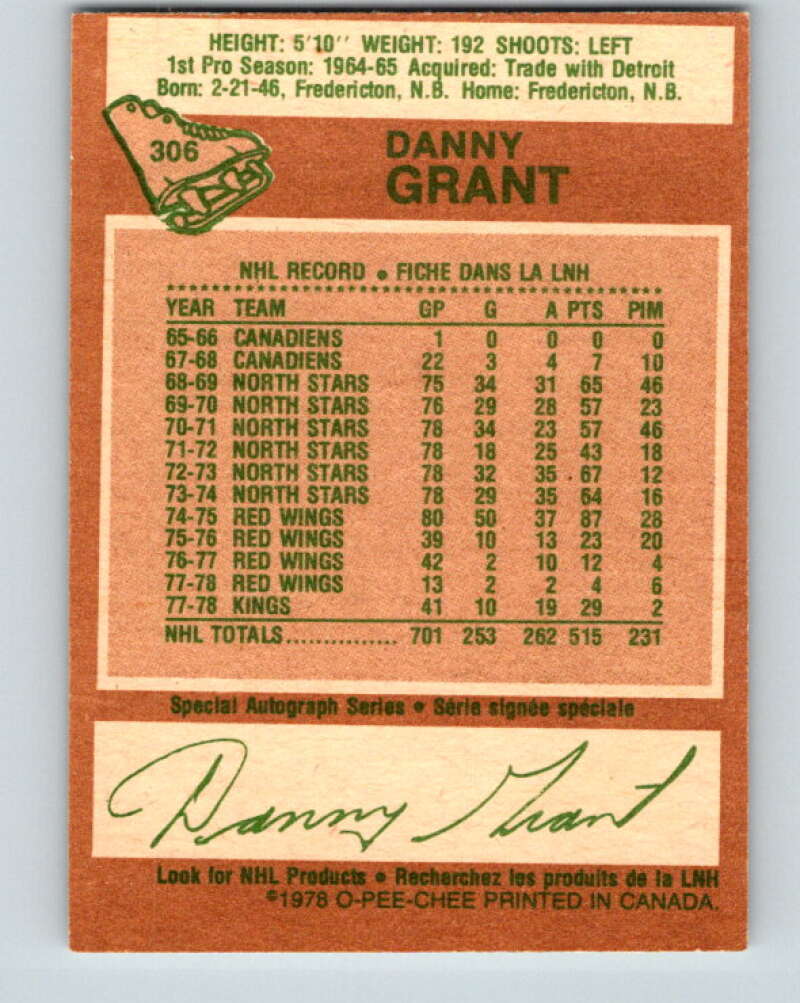 HEIGHT: 5'10'' WEIGHT: 192 SHOOTS: LEFT
1st Pro Season: 1964-65 Acquired: Trade with Detroit
Born: 2-21-46, Fredericton, N.B. Home: Fredericton, N.B.
306
DANNY
GRANT
NHL RECORD • FICHE DANS LA LNH
YEAR TEAM GP G A PTS PIM
65-66 CANADIENS 1 0 0 0 0
67-68 CANADIENS 22 3 4 7 10
68-69 NORTH STARS 75 34 31 65 46
69-70 NORTH STARS 76 29 28 57 23
70-71 NORTH STARS 78 34 23 57 46
71-72 NORTH STARS 78 18 25 43 18
72-73 NORTH STARS 78 32 35 67 12
73-74 NORTH STARS 78 29 35 64 16
74-75 RED WINGS 80 50 37 87 28
75-76 RED WINGS 39 10 13 23 20
76-77 RED WINGS 42 2 10 12 4
77-78 RED WINGS 13 2 2 4 6
77-78 KINGS 41 10 19 29 2
NHL TOTALS.............. 701 253 262 515 231
Special Autograph Series • Série signée spéciale
Danny Grant
Look for NHL Products • Recherchez les produits de la LNH
©1978 O-PEE-CHEE PRINTED IN CANADA.